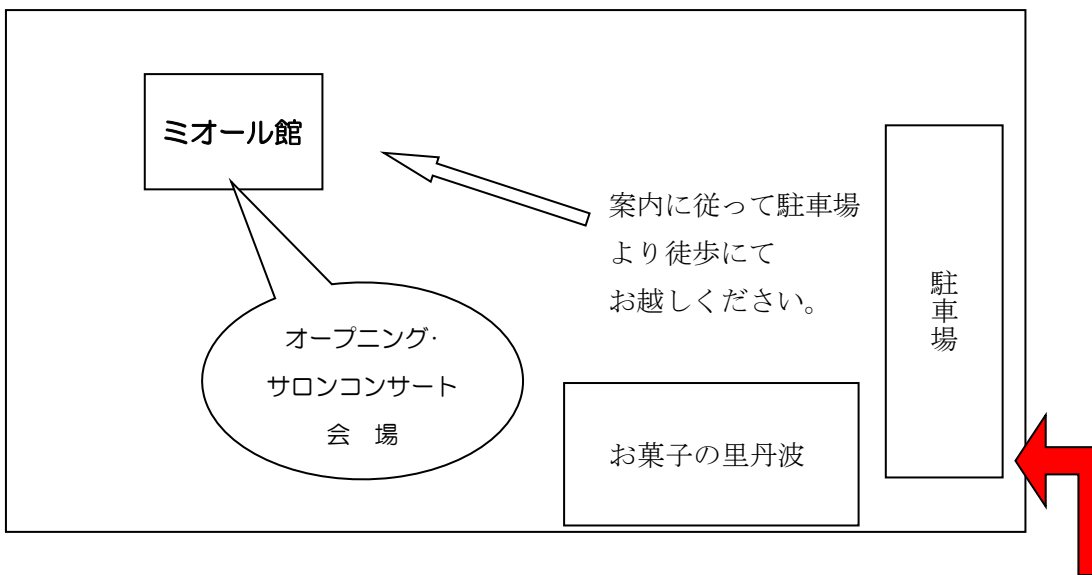 ミオール館
案内に従って駐車場
より徒歩にて
お越しください。
駐車場
オープニング・
サロンコンサート
会　場
お菓子の里丹波